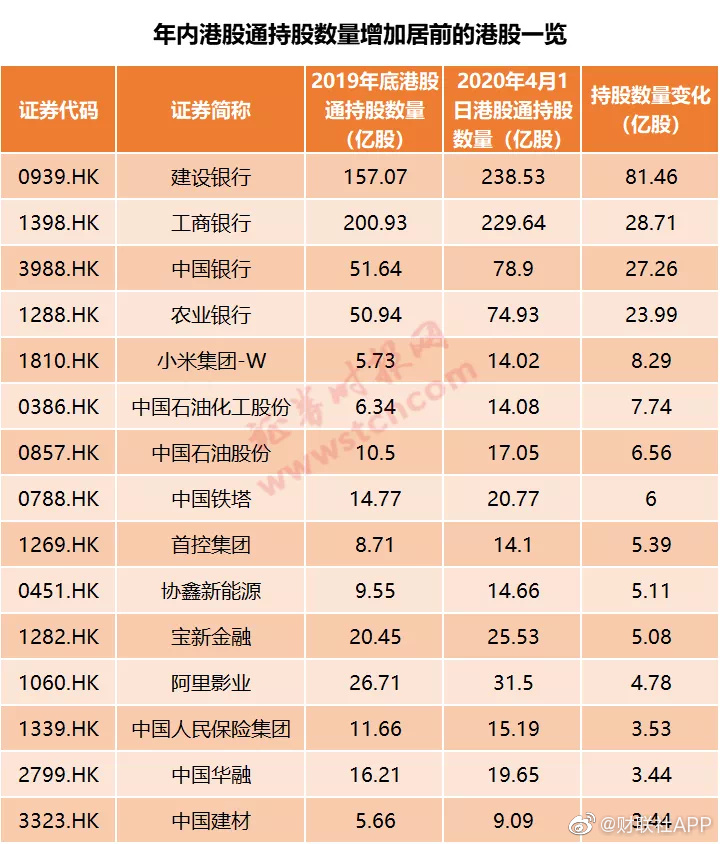 年内港股通持股数量增加居前的港股一览
证券代码 证券简称 2019年底港股通持股数量（亿股） 2020年4月1日港股通持股数量（亿股） 持股数量变化（亿股）
0939.HK 建设银行 157.07 238.53 81.46
1398.HK 工商银行 200.93 229.64 28.71
3988.HK 中国银行 51.64 78.9 27.26
1288.HK 农业银行 50.94 74.93 23.99
1810.HK 小米集团-W 5.73 14.02 8.29
0386.HK 中国石油化工股份 6.34 14.08 7.74
0857.HK 中国石油股份 10.5 17.05 6.56
0788.HK 中国铁塔 14.77 20.77 6
1269.HK 首控集团 8.71 14.1 5.39
0451.HK 协鑫新能源 9.55 14.66 5.11
1282.HK 宝新金融 20.45 25.53 5.08
1060.HK 阿里影业 26.71 31.5 4.78
1339.HK 中国人民保险集团 11.66 15.19 3.53
2799.HK 中国华融 16.21 19.65 3.44
3323.HK 中国建材 5.66 9.09 3.44
证券时报网
www.stcn.com
@财联社APP